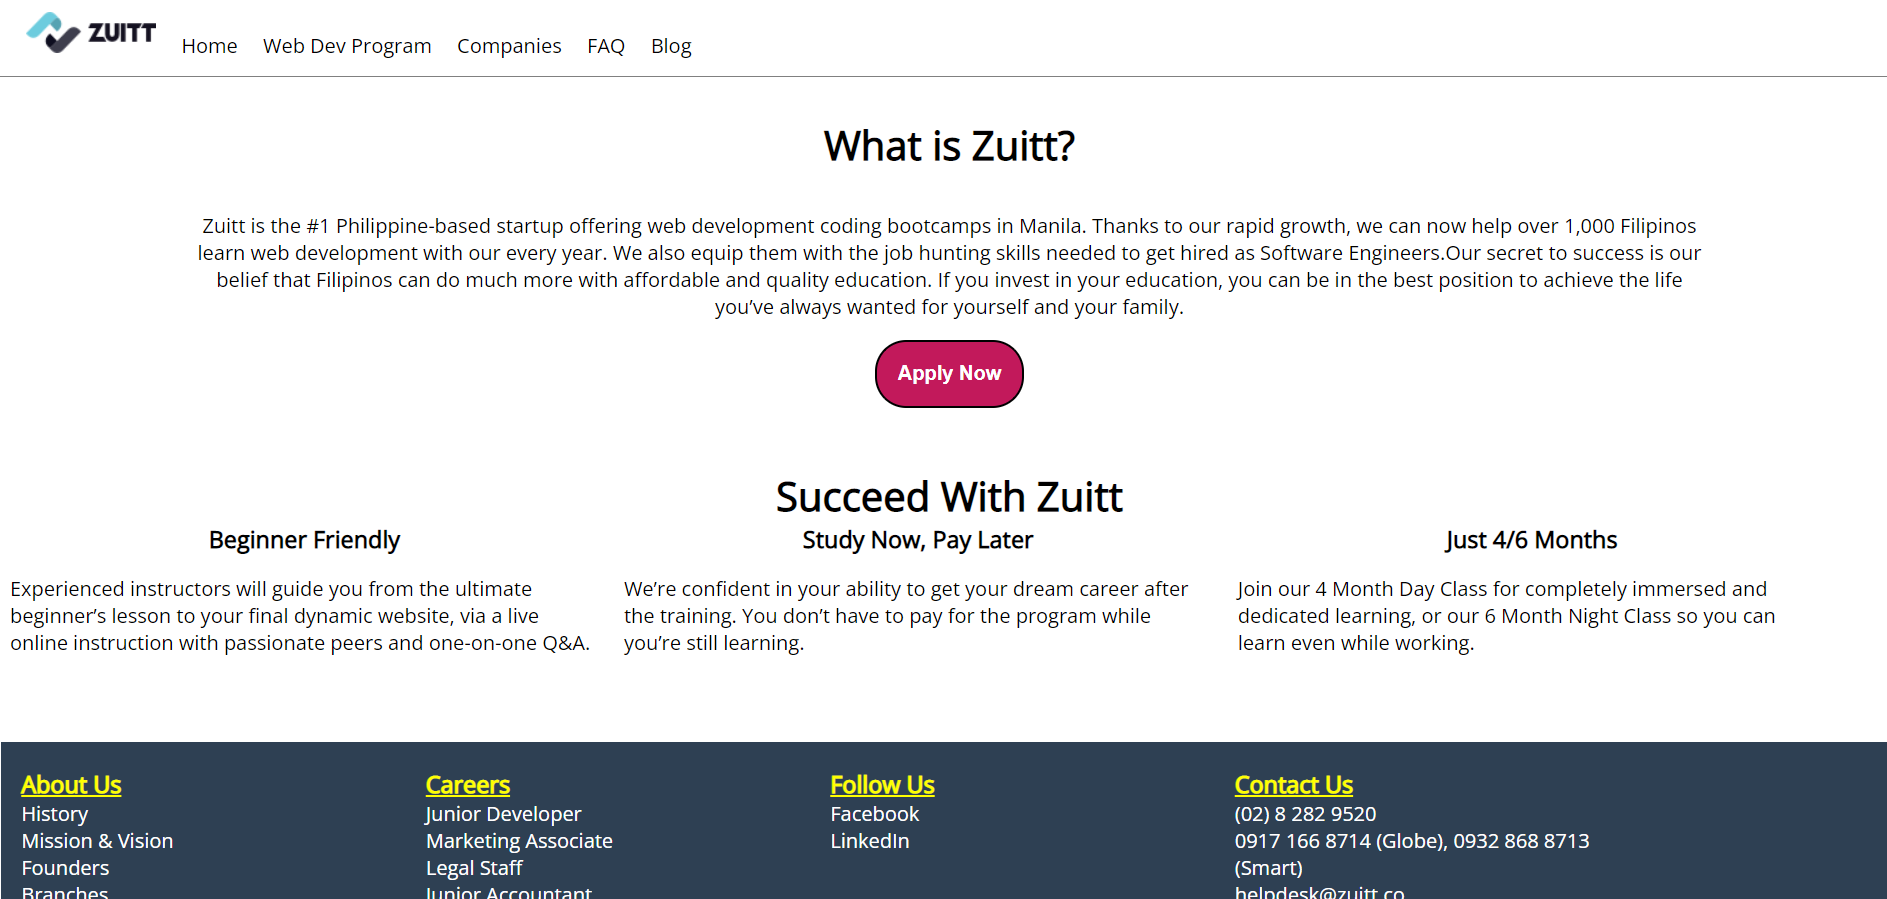 ZUITT
Home Web Dev Program Companies FAQ Blog
What is Zuitt?
Zuitt is the #1 Philippine-based startup offering web development coding bootcamps in Manila. Thanks to our rapid growth, we can now help over 1,000 Filipinos
learn web development with our every year. We also equip them with the job hunting skills needed to get hired as Software Engineers.Our secret to success is our
belief that Filipinos can do much more with affordable and quality education. If you invest in your education, you can be in the best position to achieve the life
you’ve always wanted for yourself and your family.
Apply Now
Succeed With Zuitt
Beginner Friendly
Experienced instructors will guide you from the ultimate
beginner’s lesson to your final dynamic website, via a live
online instruction with passionate peers and one-on-one Q&A.
Study Now, Pay Later
We’re confident in your ability to get your dream career after
the training. You don’t have to pay for the program while
you’re still learning.
Just 4/6 Months
Join our 4 Month Day Class for completely immersed and
dedicated learning, or our 6 Month Night Class so you can
learn even while working.
About Us
History
Mission & Vision
Founders
Branches
Careers
Junior Developer
Marketing Associate
Legal Staff
Junior Accountant
Follow Us
Facebook
LinkedIn
Contact Us
(02) 8 282 9520
0917 166 8714 (Globe), 0932 868 8713
(Smart)
helpdesk@zuitt.co